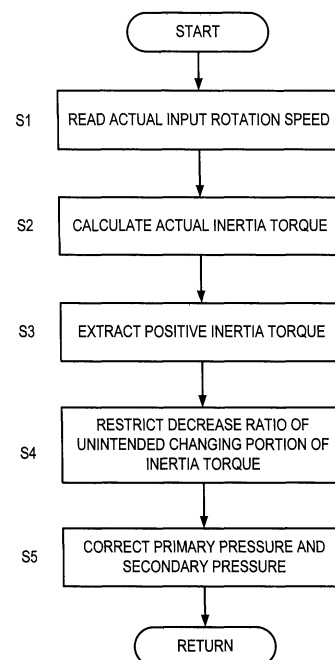 START
S1 READ ACTUAL INPUT ROTATION SPEED
S2 CALCULATE ACTUAL INERTIA TORQUE
S3 EXTRACT POSITIVE INERTIA TORQUE
RESTRICT DECREASE RATIO OF
S4 UNINTENDED CHANGING PORTION OF
INERTIA TORQUE
S5 CORRECT PRIMARY PRESSURE AND
SECONDARY PRESSURE
RETURN